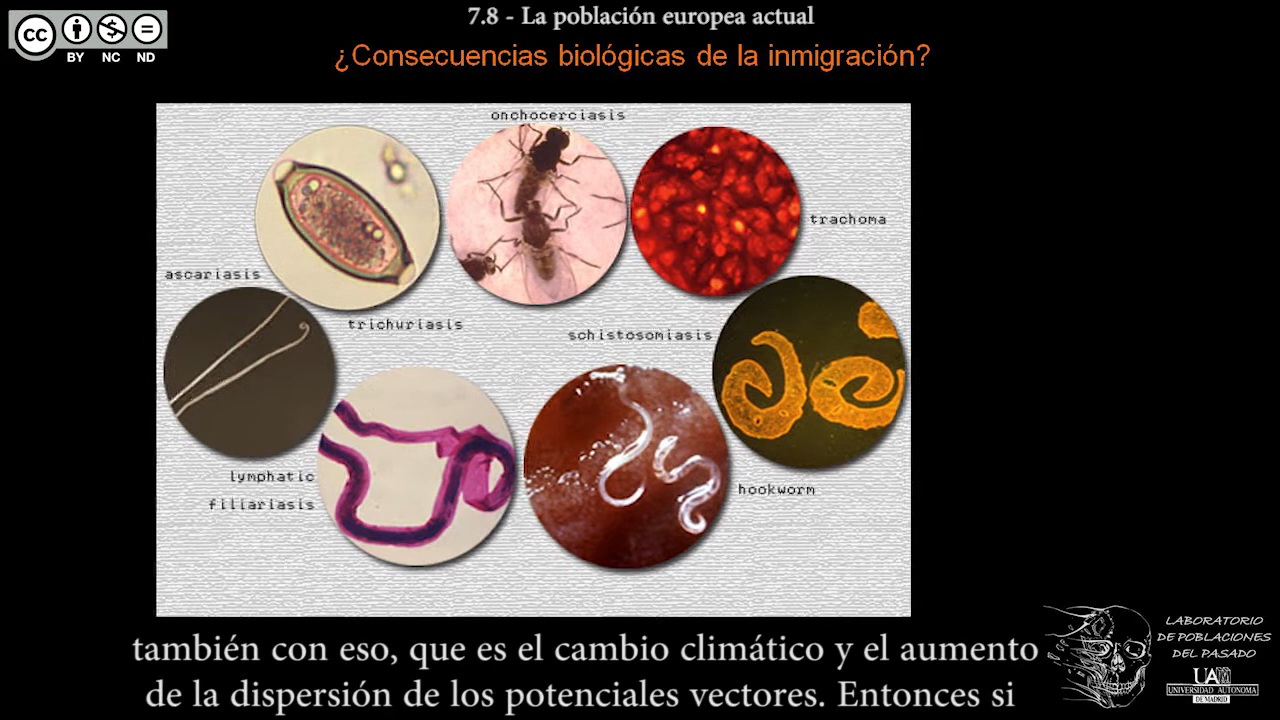 7.8 - La población europea actual
¿Consecuencias biológicas de la inmigración?
cc
BY NC ND
onchocerciasis
trachoma
ascariasis
trichuriasis
schistosomiasis
lymphatic
filiariasis
hookworm
también con eso, que es el cambio climático y el aumento
de la dispersión de los potenciales vectores. Entonces si
LABORATORIO
DE POBLACIONES
DEL PASADO
UAM
UNIVERSIDAD AUTONOMA
DE MADRID